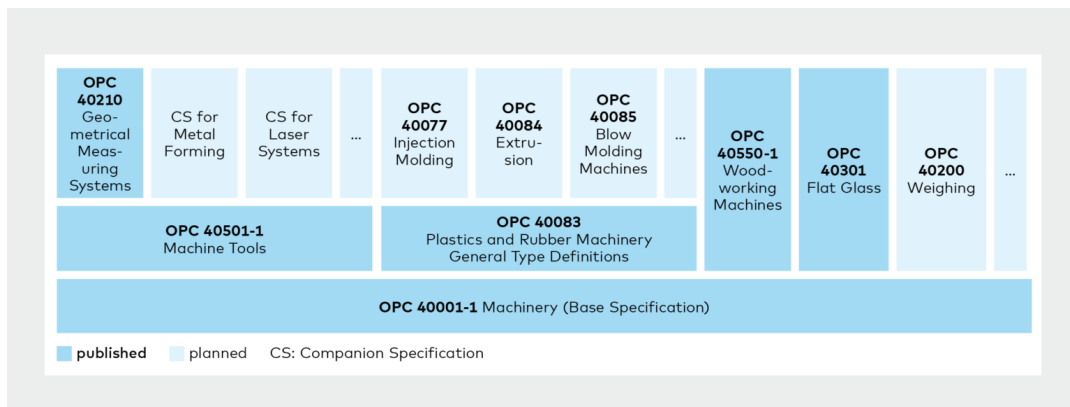 OPC
40210
Geo-
metrical
Meas-
uring
Systems
CS for
Metal
Forming
CS for
Laser
Systems
...
OPC
40077
Injection
Molding
OPC
40084
Extru-
sion
OPC
40085
Blow
Molding
Machines
...
OPC
40550-1
Wood-
working
Machines
OPC
40301
Flat Glass
OPC
40200
Weighing
...
OPC 40501-1
Machine Tools
OPC 40083
Plastics and Rubber Machinery
General Type Definitions
OPC 40001-1 Machinery (Base Specification)
published planned CS: Companion Specification